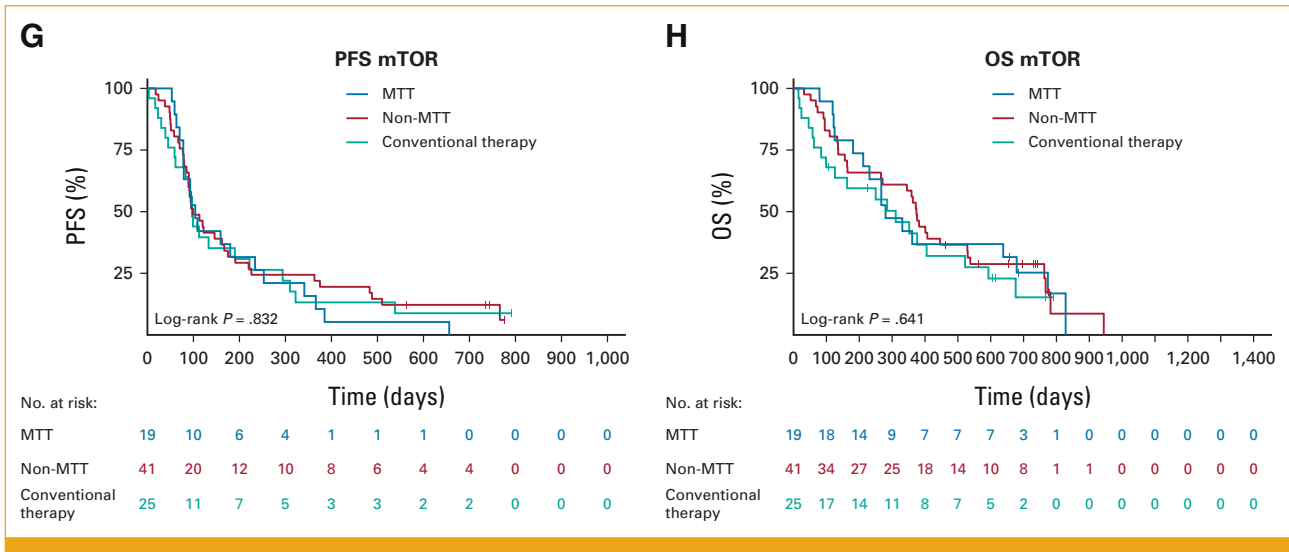 G
PFS mTOR
MTT
Non-MTT
Conventional therapy
100
75
50
25
PFS (%)
Log-rank P = .832
0 100 200 300 400 500 600 700 800 900 1,000
Time (days)
No. at risk:
MTT 19 10 6 4 1 1 1 0 0 0 0
Non-MTT 41 20 12 10 8 6 4 4 0 0 0
Conventional
therapy 25 11 7 5 3 3 2 2 0 0 0
H
OS mTOR
MTT
Non-MTT
Conventional therapy
100
75
50
25
OS (%)
Log-rank P = .641
0 100 200 300 400 500 600 700 800 900 1,000 1,200 1,400
Time (days)
No. at risk:
MTT 19 18 14 9 7 7 7 3 1 0 0 0 0 0 0
Non-MTT 41 34 27 25 18 14 10 8 1 1 0 0 0 0 0
Conventional
therapy 25 17 14 11 8 7 5 2 0 0 0 0 0 0 0